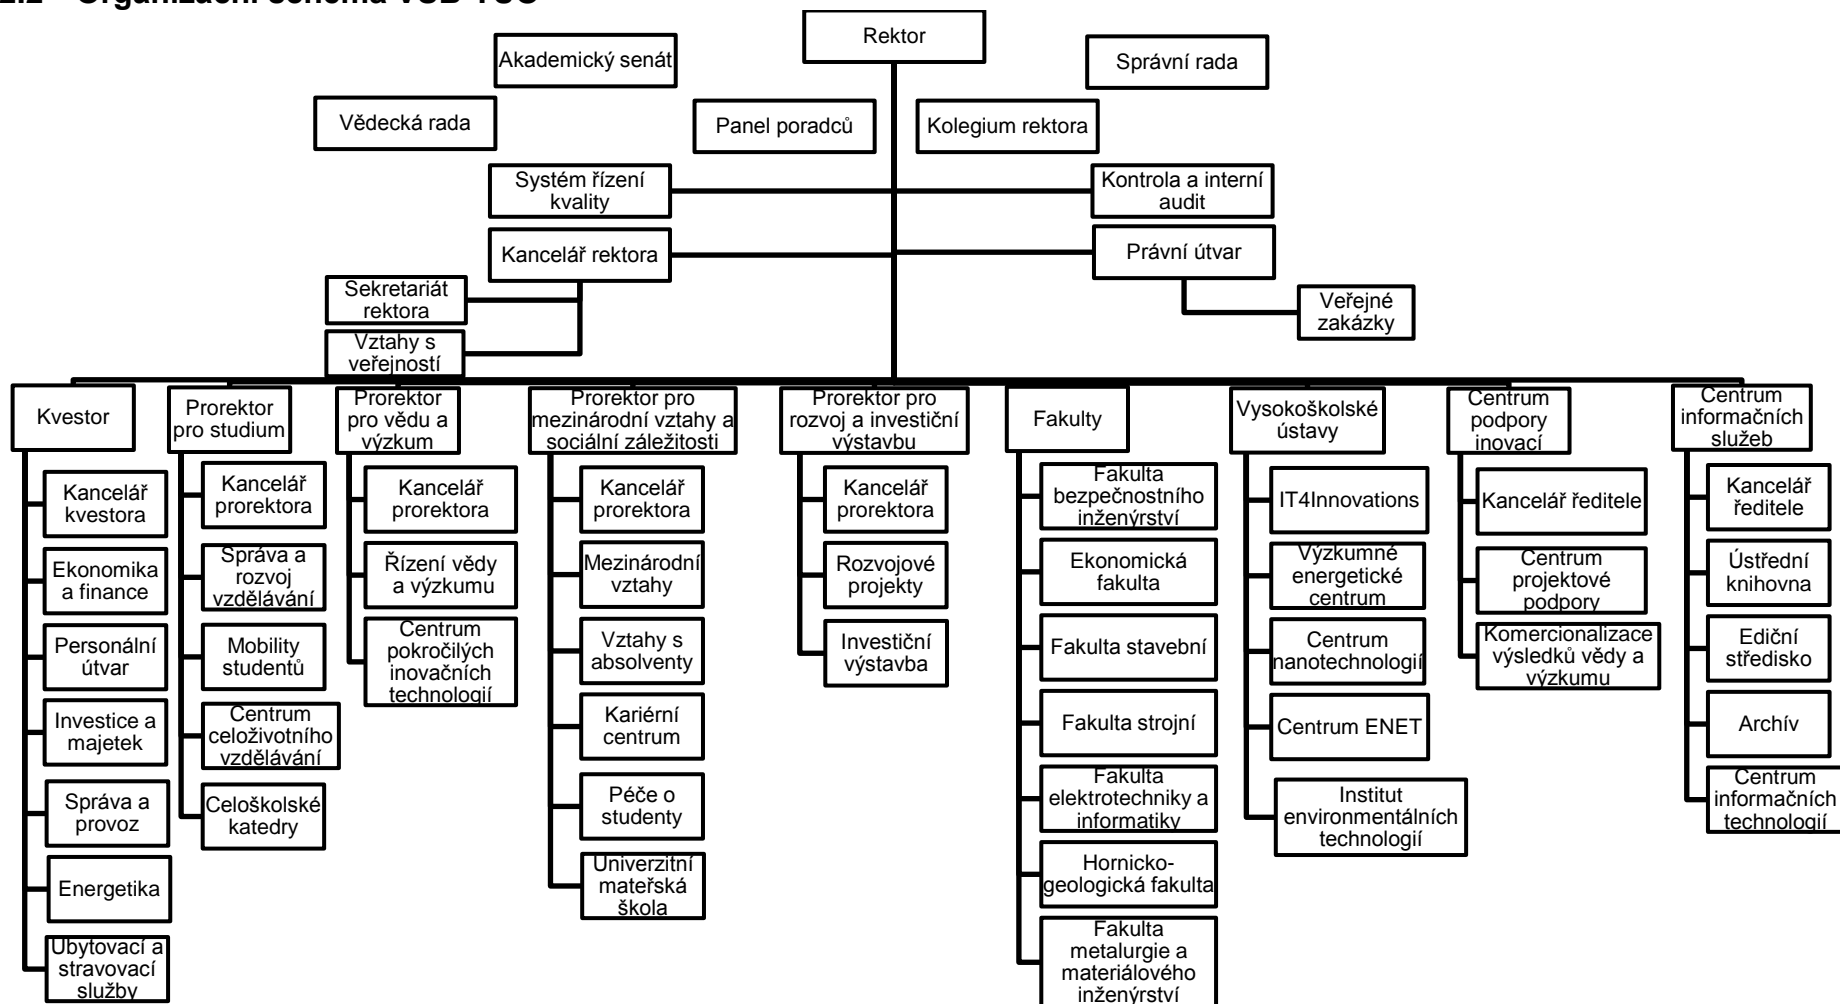 2.2 Organizační schéma VŠB-TUO
Rektor
Akademický senát
Správní rada
Vědecká rada
Panel poradců
Kolegium rektora
Systém řízení
kvality
Kontrola a interní
audit
Kancelář rektora
Právní útvar
Sekretariát
rektora
Veřejné
zakázky
Vztahy s
veřejností
Kvestor
Prorektor
pro studium
Prorektor
pro vědu a
výzkum
Prorektor pro
mezinárodní vztahy a
sociální záležitosti
Prorektor pro
rozvoj a investiční
výstavbu
Fakulty
Vysokoškolské
ústavy
Centrum
podpory
inovací
Centrum
informačních
služeb
Kancelář
kvestora
Ekonomika
a finance
Personální
útvar
Investice a
majetek
Správa a
provoz
Energetika
Ubytovací a
stravovací
služby
Kancelář
prorektora
Správa a
rozvoj
vzdělávání
Mobility
studentů
Centrum
celoživotního
vzdělávání
Celoškolské
katedry
Kancelář
prorektora
Řízení vědy
a výzkumu
Centrum
pokročilých
inovačních
technologií
Kancelář
prorektora
Mezinárodní
vztahy
Vztahy s
absolventy
Kariérní
centrum
Péče o
studenty
Univerzitní
mateřská
škola
Kancelář
prorektora
Rozvojové
projekty
Investiční
výstavba
Fakulta
bezpečnostního
inženýrství
Ekonomická
fakulta
Fakulta stavební
Fakulta strojní
Fakulta
elektrotechniky a
informatiky
Hornicko-
geologická fakulta
Fakulta
metalurgie a
materiálového
inženýrství
IT4Innovations
Výzkumné
energetické
centrum
Centrum
nanotechnologií
Centrum ENET
Institut
environmentálních
technologií
Kancelář ředitele
Centrum
projektové
podpory
Komercionalizace
výsledků vědy a
výzkumu
Kancelář
ředitele
Ústřední
knihovna
Ediční
středisko
Archív
Centrum
informačních
technologií